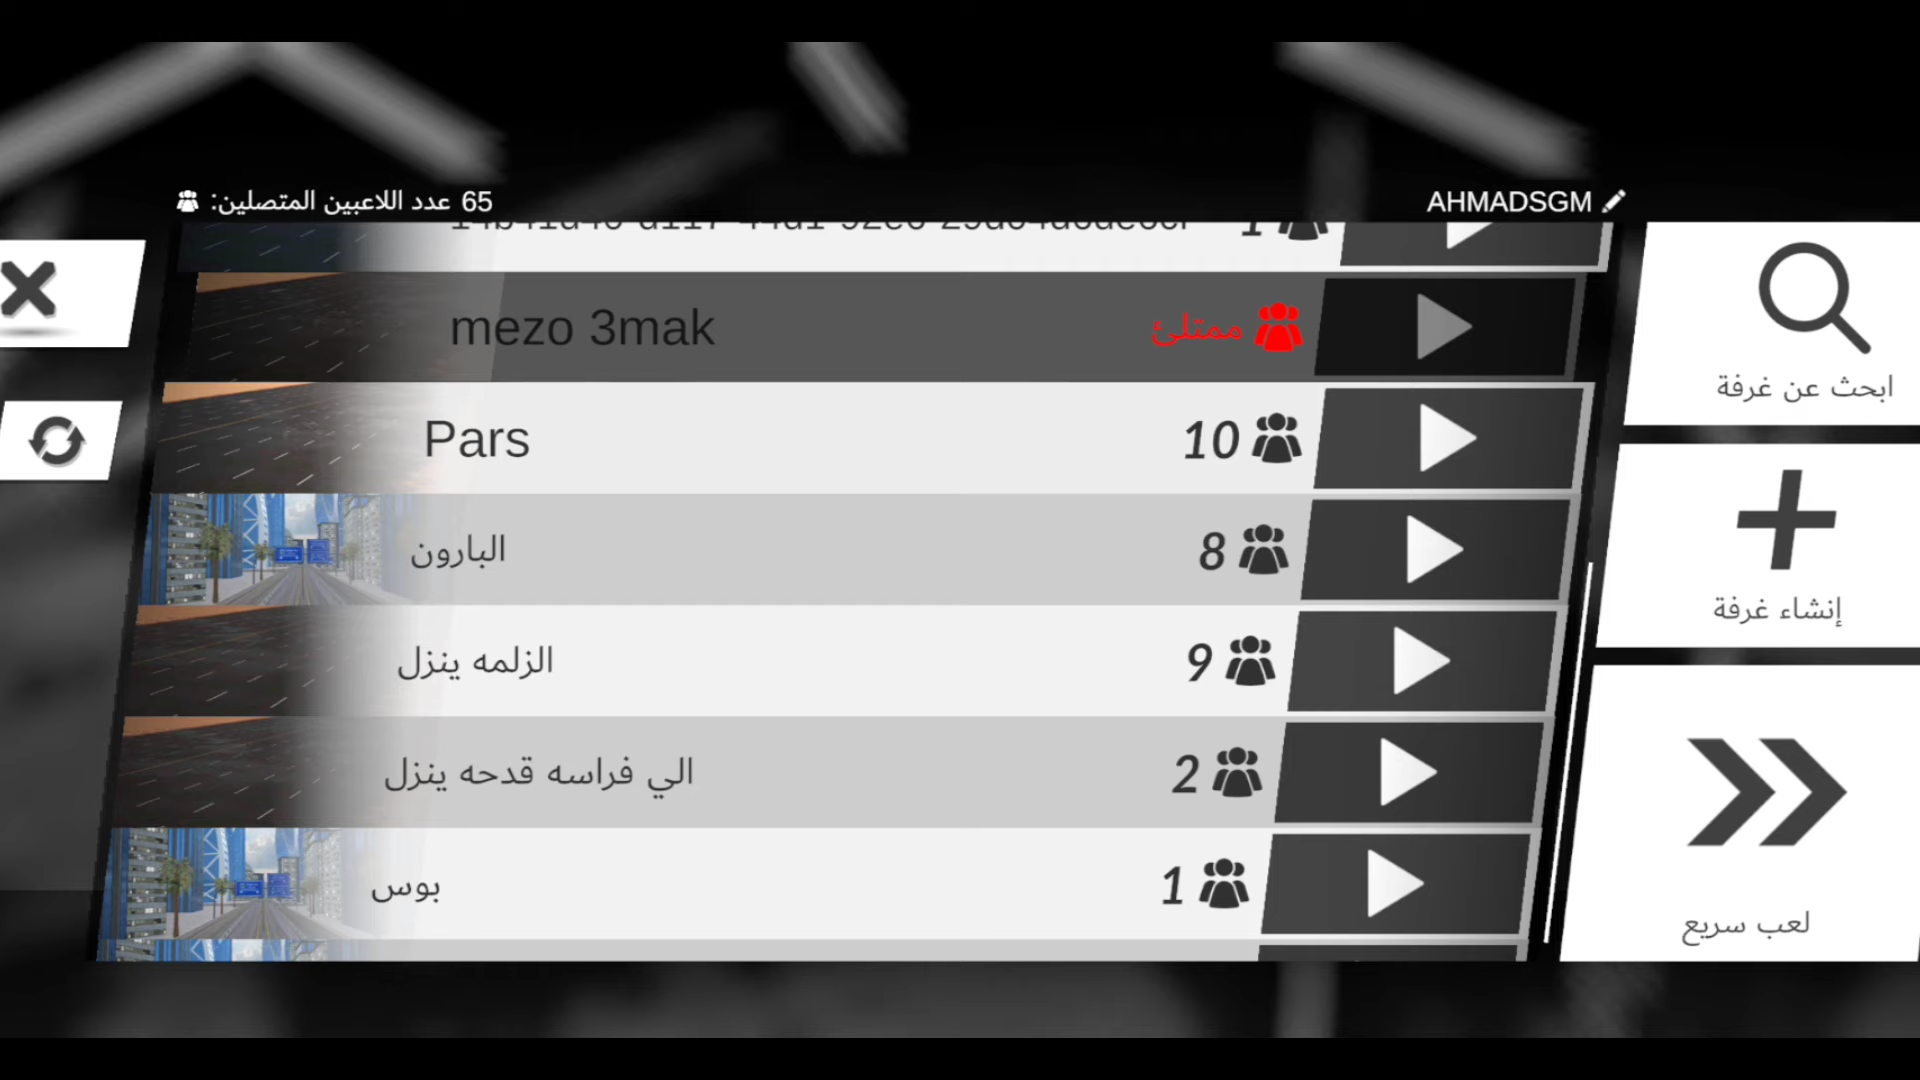 عدد اللاعبين المتصلين: 65
AHMADSGM
1
mezo 3mak
ممتلئ
Pars
10
البارون
8
الزلمه ينزل
9
الي فراسه قدحه ينزل
2
بوس
1
ابحث عن غرفة
إنشاء غرفة
لعب سريع